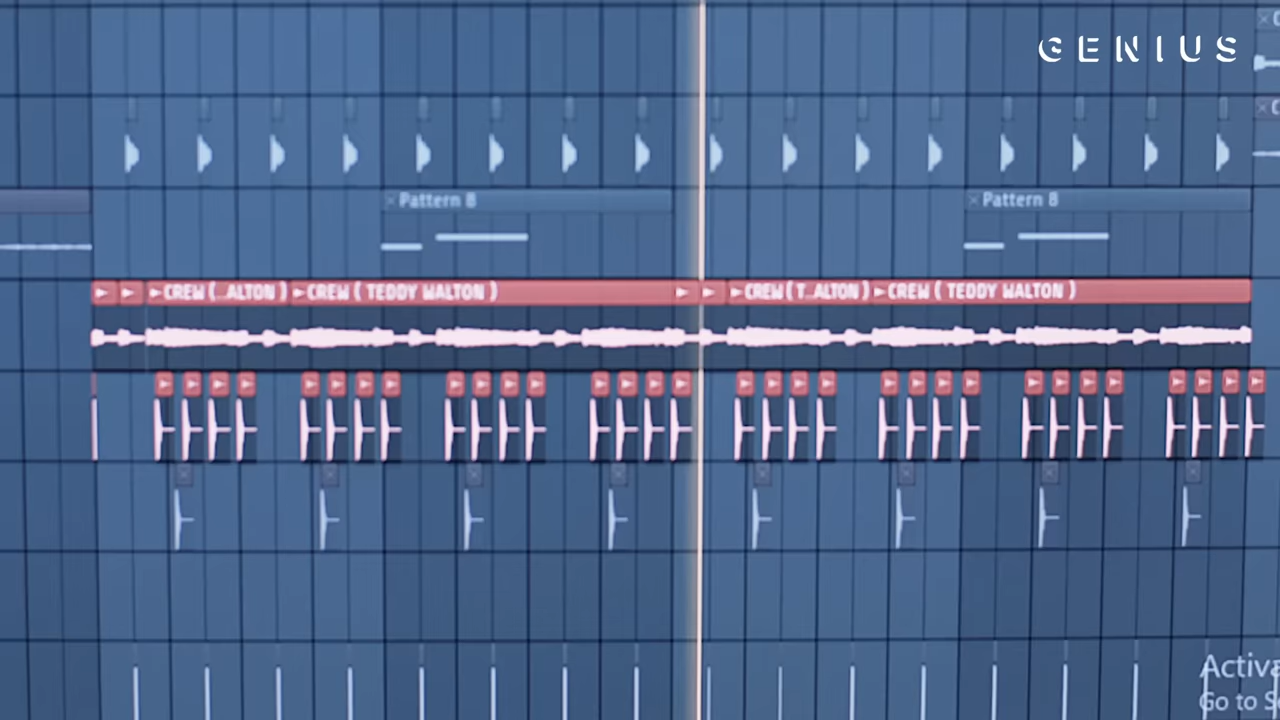 GENIUS
Pattern 8
Pattern 8
CREW (…ALTON )
CREW ( TEDDY WALTON )
CREW ( T…ALTON )
CREW ( TEDDY WALTON )
Activa
Go to S